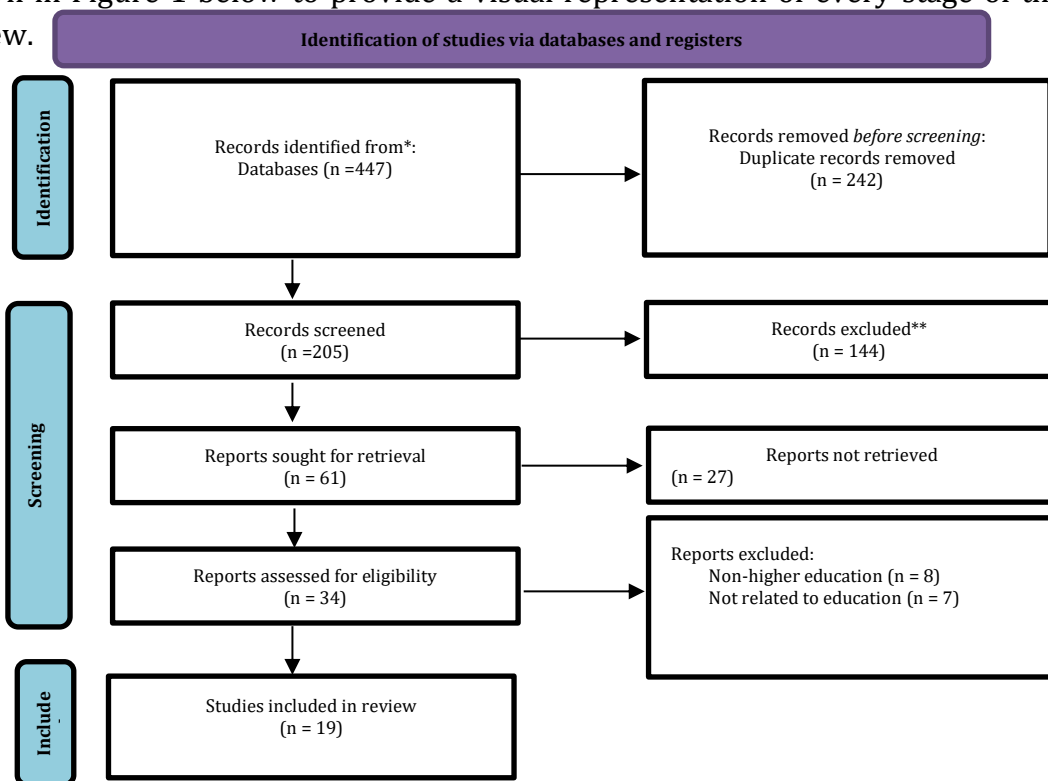 n in Figure 1 below to provide a visual representation of every stage of th
ew.
Identification of studies via databases and registers
Identification
Records identified from*:
Databases (n =447)
Records removed before screening:
Duplicate records removed
(n = 242)
Screening
Records screened
(n =205)
Records excluded**
(n = 144)
Reports sought for retrieval
(n = 61)
Reports not retrieved
(n = 27)
Reports assessed for eligibility
(n = 34)
Reports excluded:
Non-higher education (n = 8)
Not related to education (n = 7)
Include
Studies included in review
(n = 19)